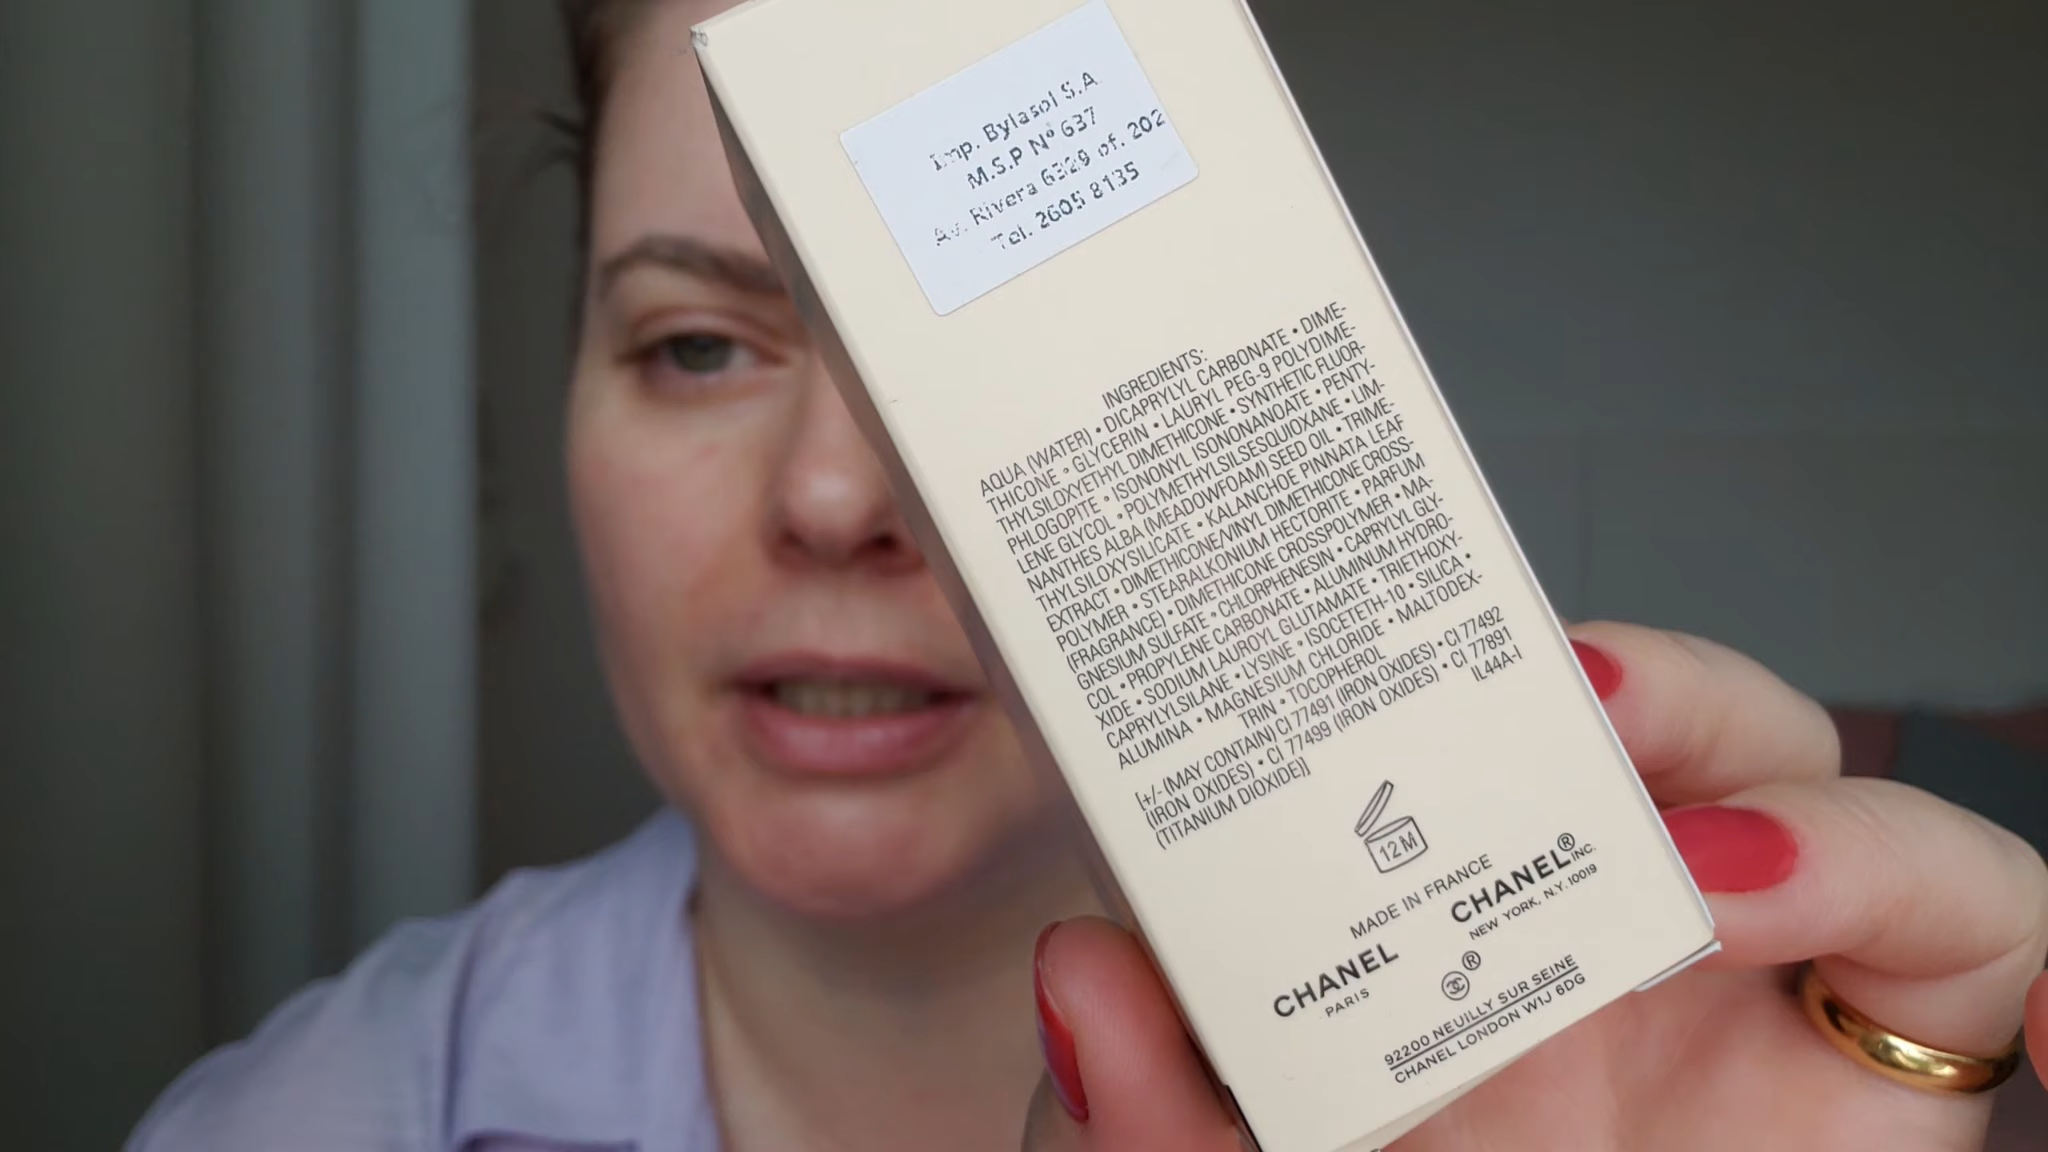 Imp. Bylasol S.A
M.S.P Nº 637
Av. Rivera 6329 of. 202
Tel. 2605 8135
INGREDIENTS:
AQUA (WATER) • DICAPRYLYL CARBONATE • DIME-
THICONE • GLYCERIN • LAURYL PEG-9 POLYDIME-
THYLSILOXYETHYL DIMETHICONE • SYNTHETIC FLUOR-
PHLOGOPITE • ISONONYL ISONONANOATE • PENTY-
LENE GLYCOL • POLYMETHYLSILSESQUIOXANE • LIM-
NANTHES ALBA (MEADOWFOAM) SEED OIL • TRIME-
THYLSILOXYSILICATE • KALANCHOE PINNATA LEAF
EXTRACT • DIMETHICONE/VINYL DIMETHICONE CROSS-
POLYMER • STEARALKONIUM HECTORITE • PARFUM
(FRAGRANCE) • DIMETHICONE CROSSPOLYMER • MA-
GNESIUM SULFATE • CHLORPHENESIN • CAPRYLYL GLY-
COL • PROPYLENE CARBONATE • ALUMINUM HYDRO-
XIDE • SODIUM LAUROYL GLUTAMATE • TRIETHOXY-
CAPRYLYLSILANE • LYSINE • ISOCETETH-10 • SILICA •
ALUMINA • MAGNESIUM CHLORIDE • MALTODEX-
TRIN • TOCOPHEROL
[+/- (MAY CONTAIN) CI 77491 (IRON OXIDES) • CI 77492
(IRON OXIDES) • CI 77499 (IRON OXIDES) • CI 77891
(TITANIUM DIOXIDE)]
IL44A-I
12 M
MADE IN FRANCE
CHANEL
PARIS
CHANEL® INC.
NEW YORK, N.Y. 10019
®
92200 NEUILLY SUR SEINE
CHANEL LONDON W1J 6DG